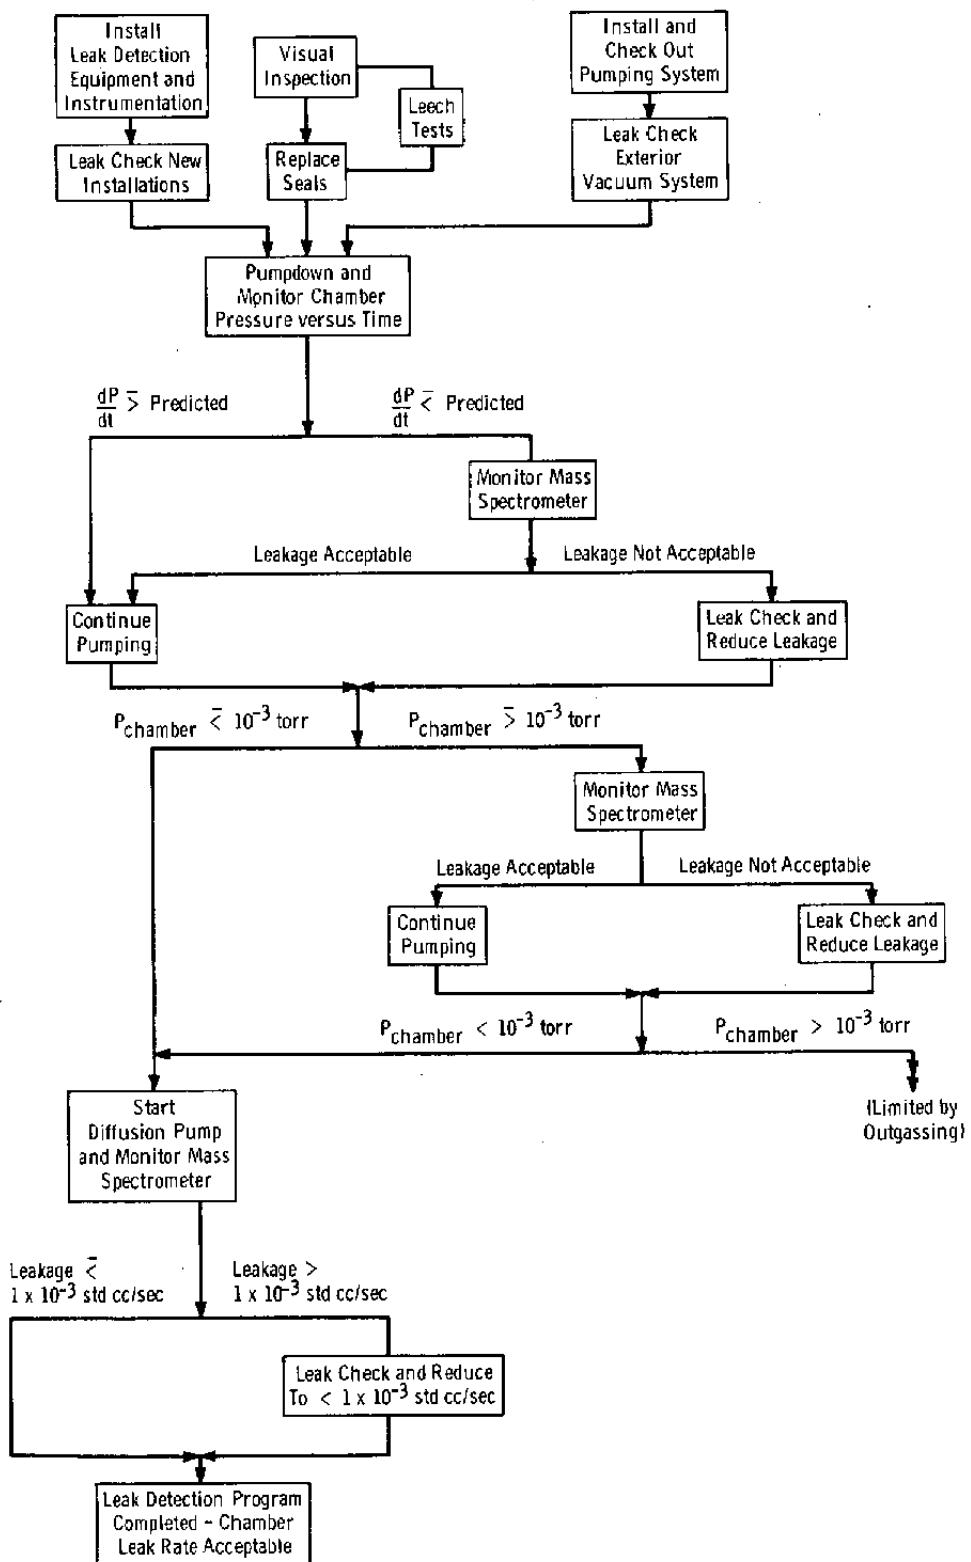 Install
Leak Detection
Equipment and
Instrumentation
Visual
Inspection
Leech
Tests
Install and
Check Out
Pumping System
Leak Check New
Installations
Replace
Seals
Leak Check
Exterior
Vacuum System
Pumpdown and
Monitor Chamber
Pressure versus Time
dP/dt >̄ Predicted
dP/dt <̄ Predicted
Monitor Mass
Spectrometer
Leakage Acceptable
Leakage Not Acceptable
Continue
Pumping
Leak Check and
Reduce Leakage
P_chamber <̄ 10⁻³ torr
P_chamber >̄ 10⁻³ torr
Monitor Mass
Spectrometer
Leakage Acceptable
Leakage Not Acceptable
Continue
Pumping
Leak Check and
Reduce Leakage
P_chamber < 10⁻³ torr
P_chamber > 10⁻³ torr
(Limited by
Outgassing)
Start
Diffusion Pump
and Monitor Mass
Spectrometer
Leakage <̄
1 x 10⁻³ std cc/sec
Leakage >
1 x 10⁻³ std cc/sec
Leak Check and Reduce
To < 1 x 10⁻³ std cc/sec
Leak Detection Program
Completed - Chamber
Leak Rate Acceptable